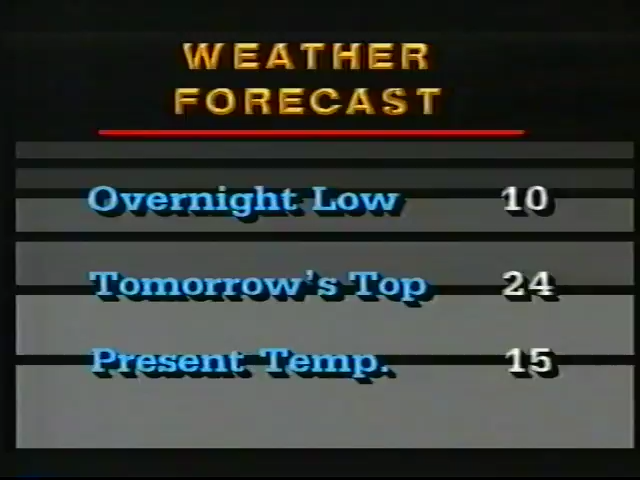 WEATHER
FORECAST
Overnight Low 10
Tomorrow's Top 24
Present Temp. 15